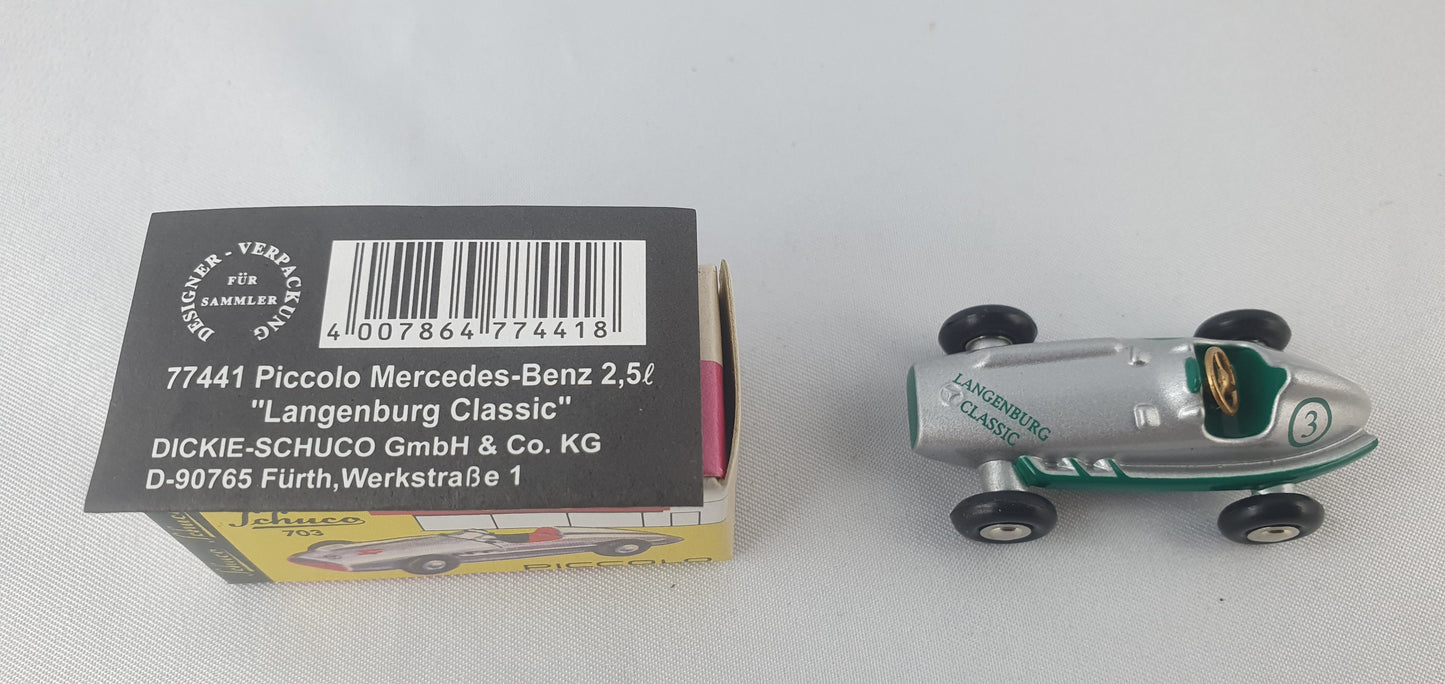 DESIGNER - VERPACKUNG
FÜR
SAMMLER
4 007864 774418
77441 Piccolo Mercedes-Benz 2,5ℓ
"Langenburg Classic"
DICKIE-SCHUCO GmbH & Co. KG
D-90765 Fürth,Werkstraße 1
Schuco
703
PICCOLO
Schuco
LANGENBURG
CLASSIC
3